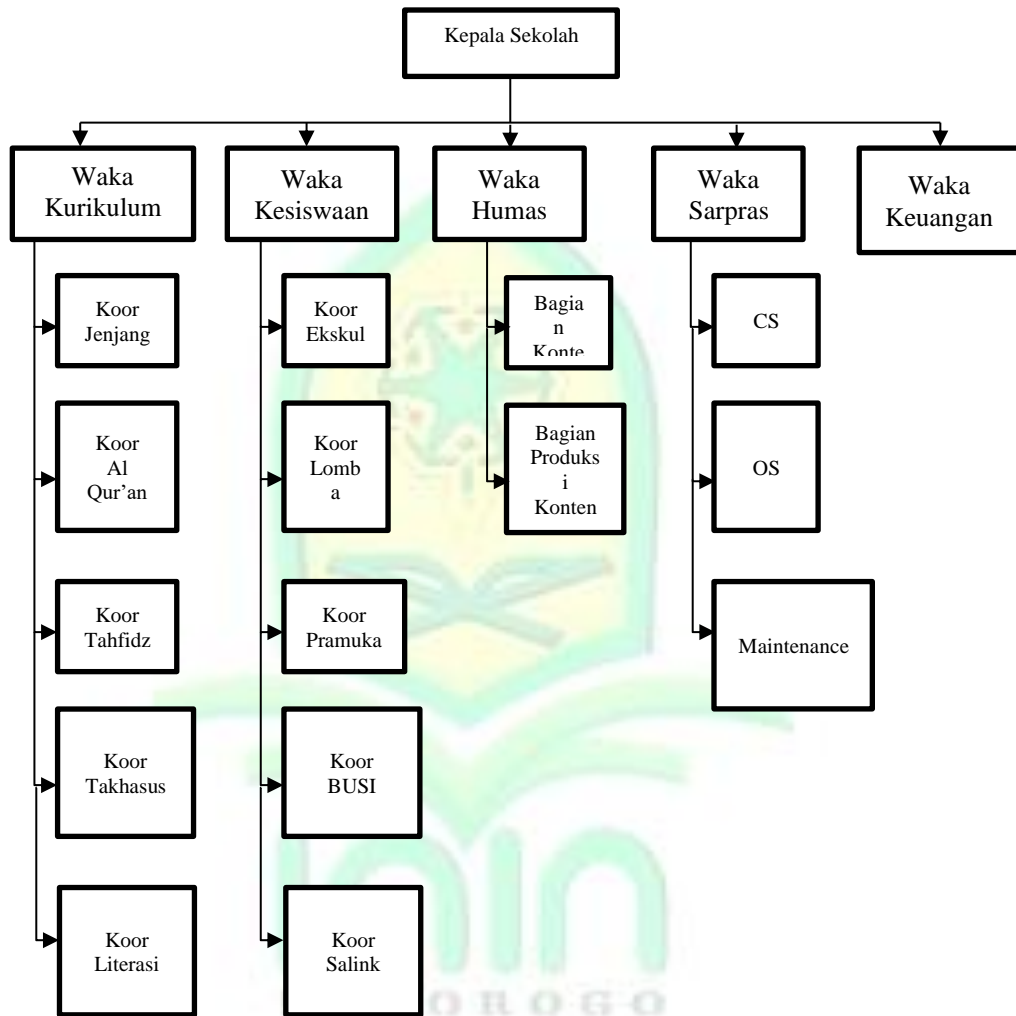 Kepala Sekolah
Waka
Kurikulum
Waka
Kesiswaan
Waka
Humas
Waka
Sarpras
Waka
Keuangan
Koor
Jenjang
Koor
Ekskul
Bagia
n
Konte
CS
Koor
Al
Qur’an
Koor
Lomb
a
Bagian
Produks
i
Konten
OS
Koor
Tahfidz
Koor
Pramuka
Maintenance
Koor
Takhasus
Koor
BUSI
Koor
Literasi
Koor
Salink
OROGO